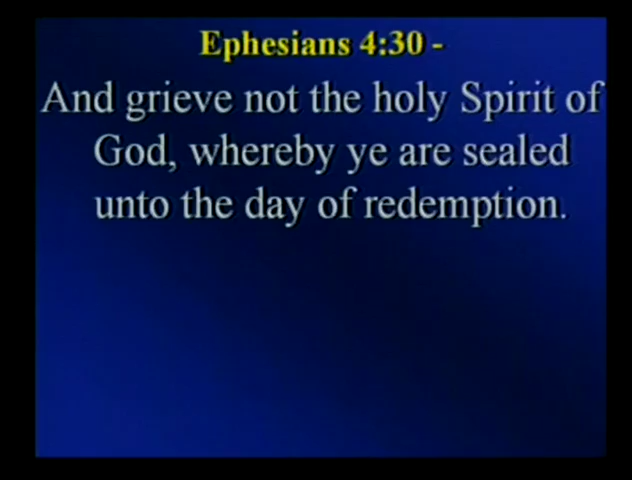 Ephesians 4:30 -
And grieve not the holy Spirit of
God, whereby ye are sealed
unto the day of redemption.